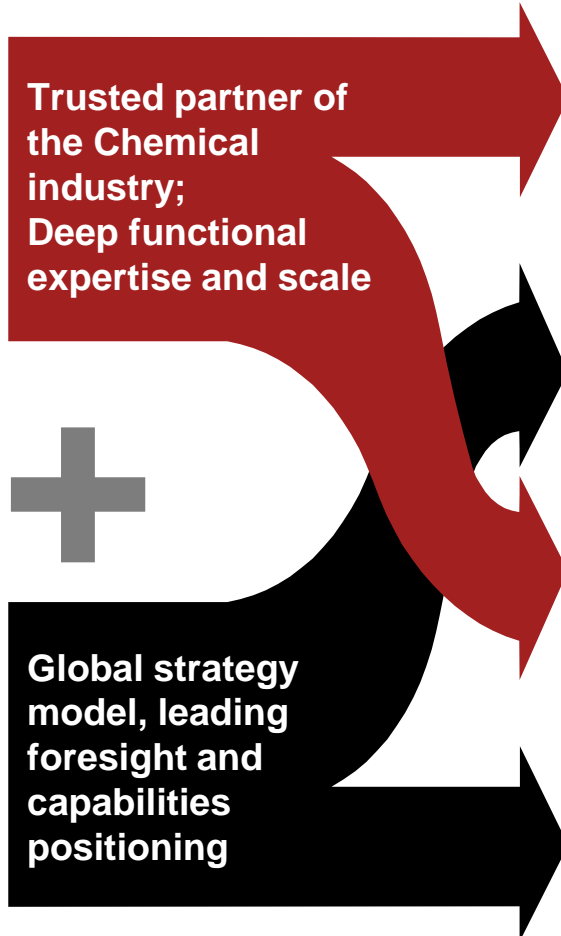 Trusted partner of
the Chemical
industry;
Deep functional
expertise and scale
Global strategy
model, leading
foresight and
capabilities
positioning